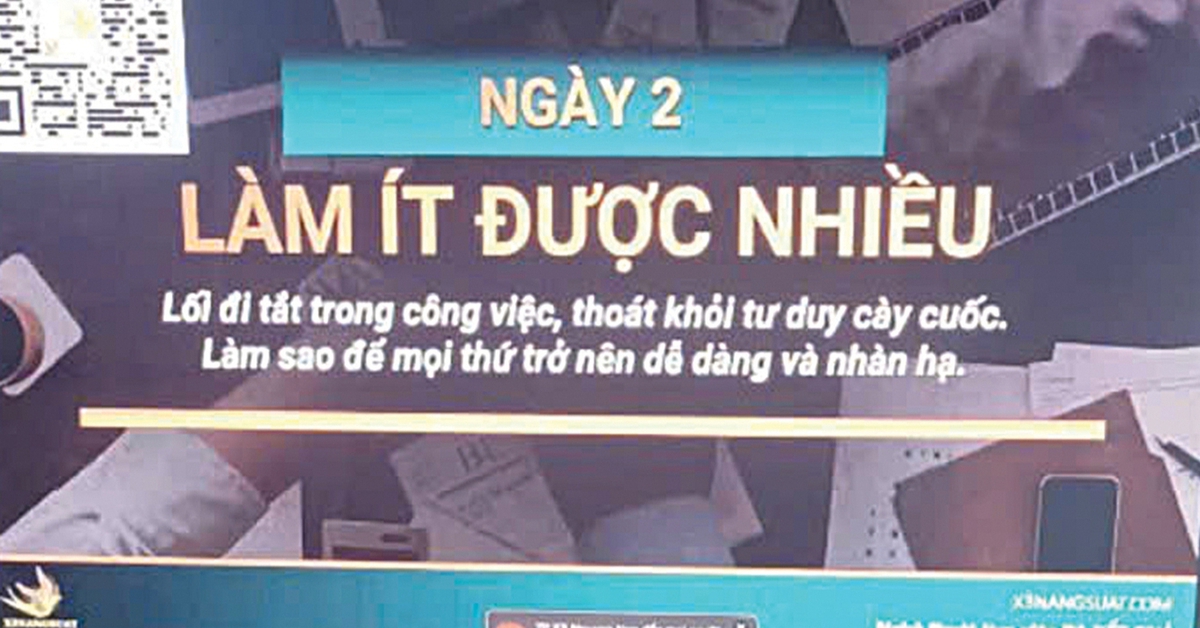 NGÀY 2
LÀM ÍT ĐƯỢC NHIỀU
Lối đi tắt trong công việc, thoát khỏi tư duy cày cuốc.
Làm sao để mọi thứ trở nên dễ dàng và nhàn hạ.
X3NANGSUAT.COM
X3NANGSUAT